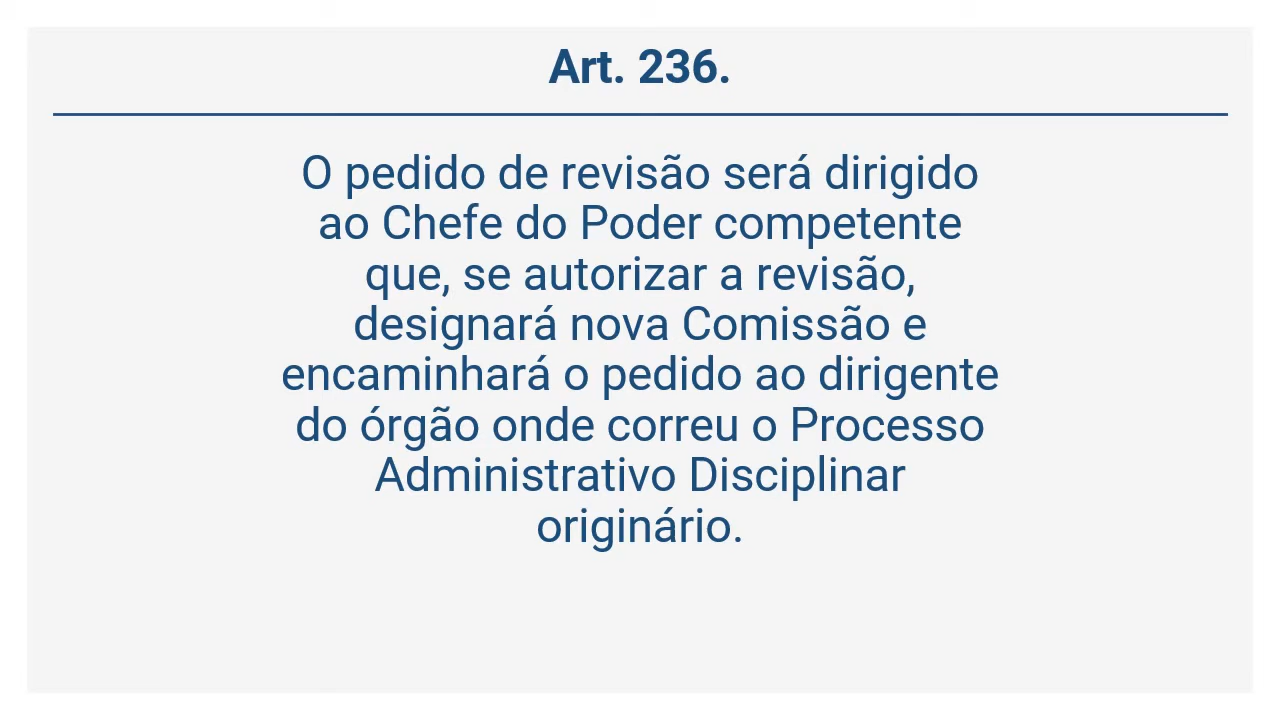 Art. 236.
O pedido de revisão será dirigido
ao Chefe do Poder competente
que, se autorizar a revisão,
designará nova Comissão e
encaminhará o pedido ao dirigente
do órgão onde correu o Processo
Administrativo Disciplinar
originário.